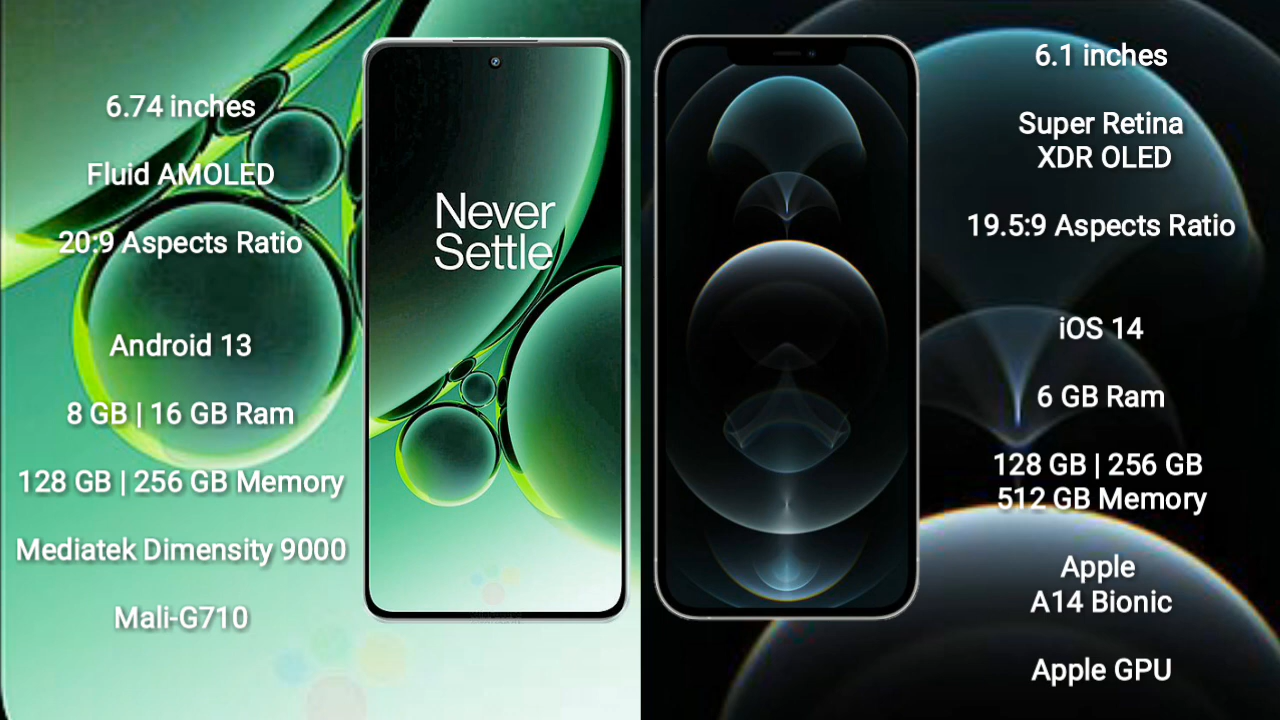 6.74 inches
Fluid AMOLED
20:9 Aspects Ratio
Android 13
8 GB | 16 GB Ram
128 GB | 256 GB Memory
Mediatek Dimensity 9000
Mali-G710
Never
Settle
6.1 inches
Super Retina
XDR OLED
19.5:9 Aspects Ratio
iOS 14
6 GB Ram
128 GB | 256 GB
512 GB Memory
Apple
A14 Bionic
Apple GPU